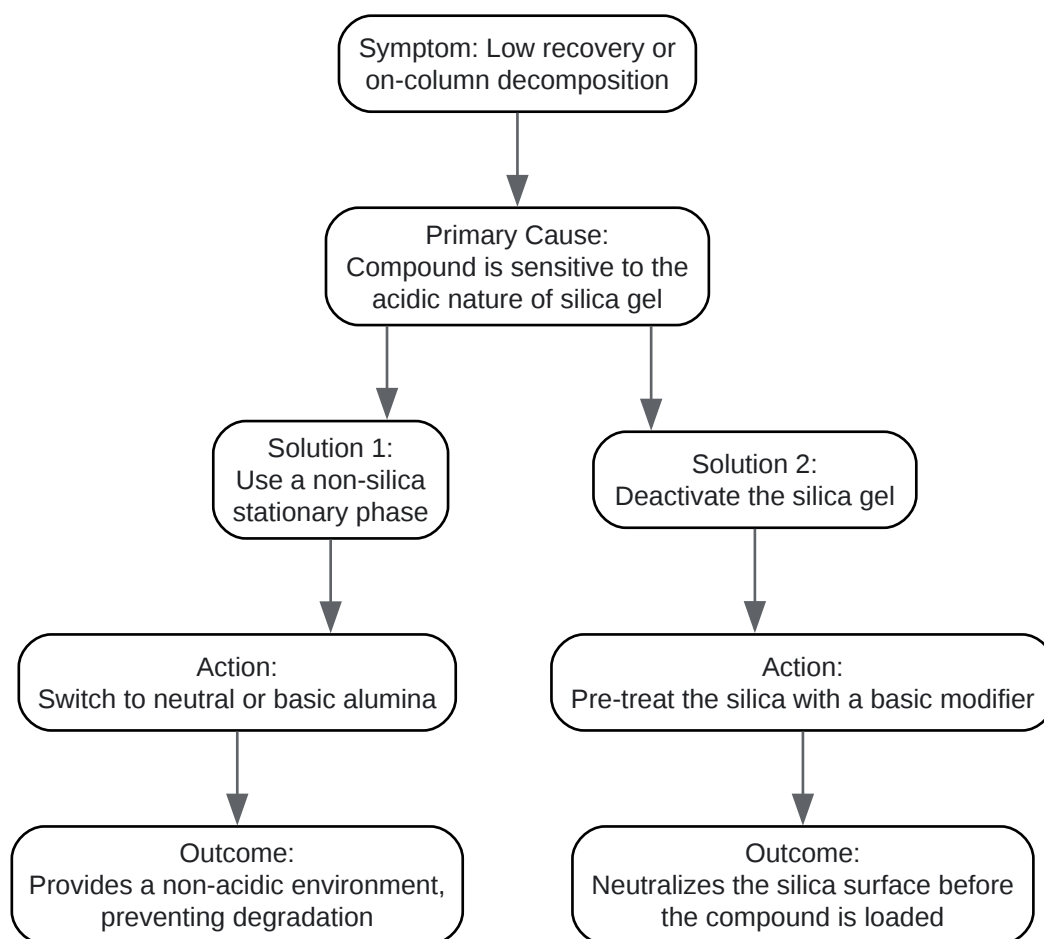 Symptom: Low recovery or
on-column decomposition
Primary Cause:
Compound is sensitive to the
acidic nature of silica gel
Solution 1:
Use a non-silica
stationary phase
Solution 2:
Deactivate the silica gel
Action:
Switch to neutral or basic alumina
Action:
Pre-treat the silica with a basic modifier
Outcome:
Provides a non-acidic environment,
preventing degradation
Outcome:
Neutralizes the silica surface before
the compound is loaded